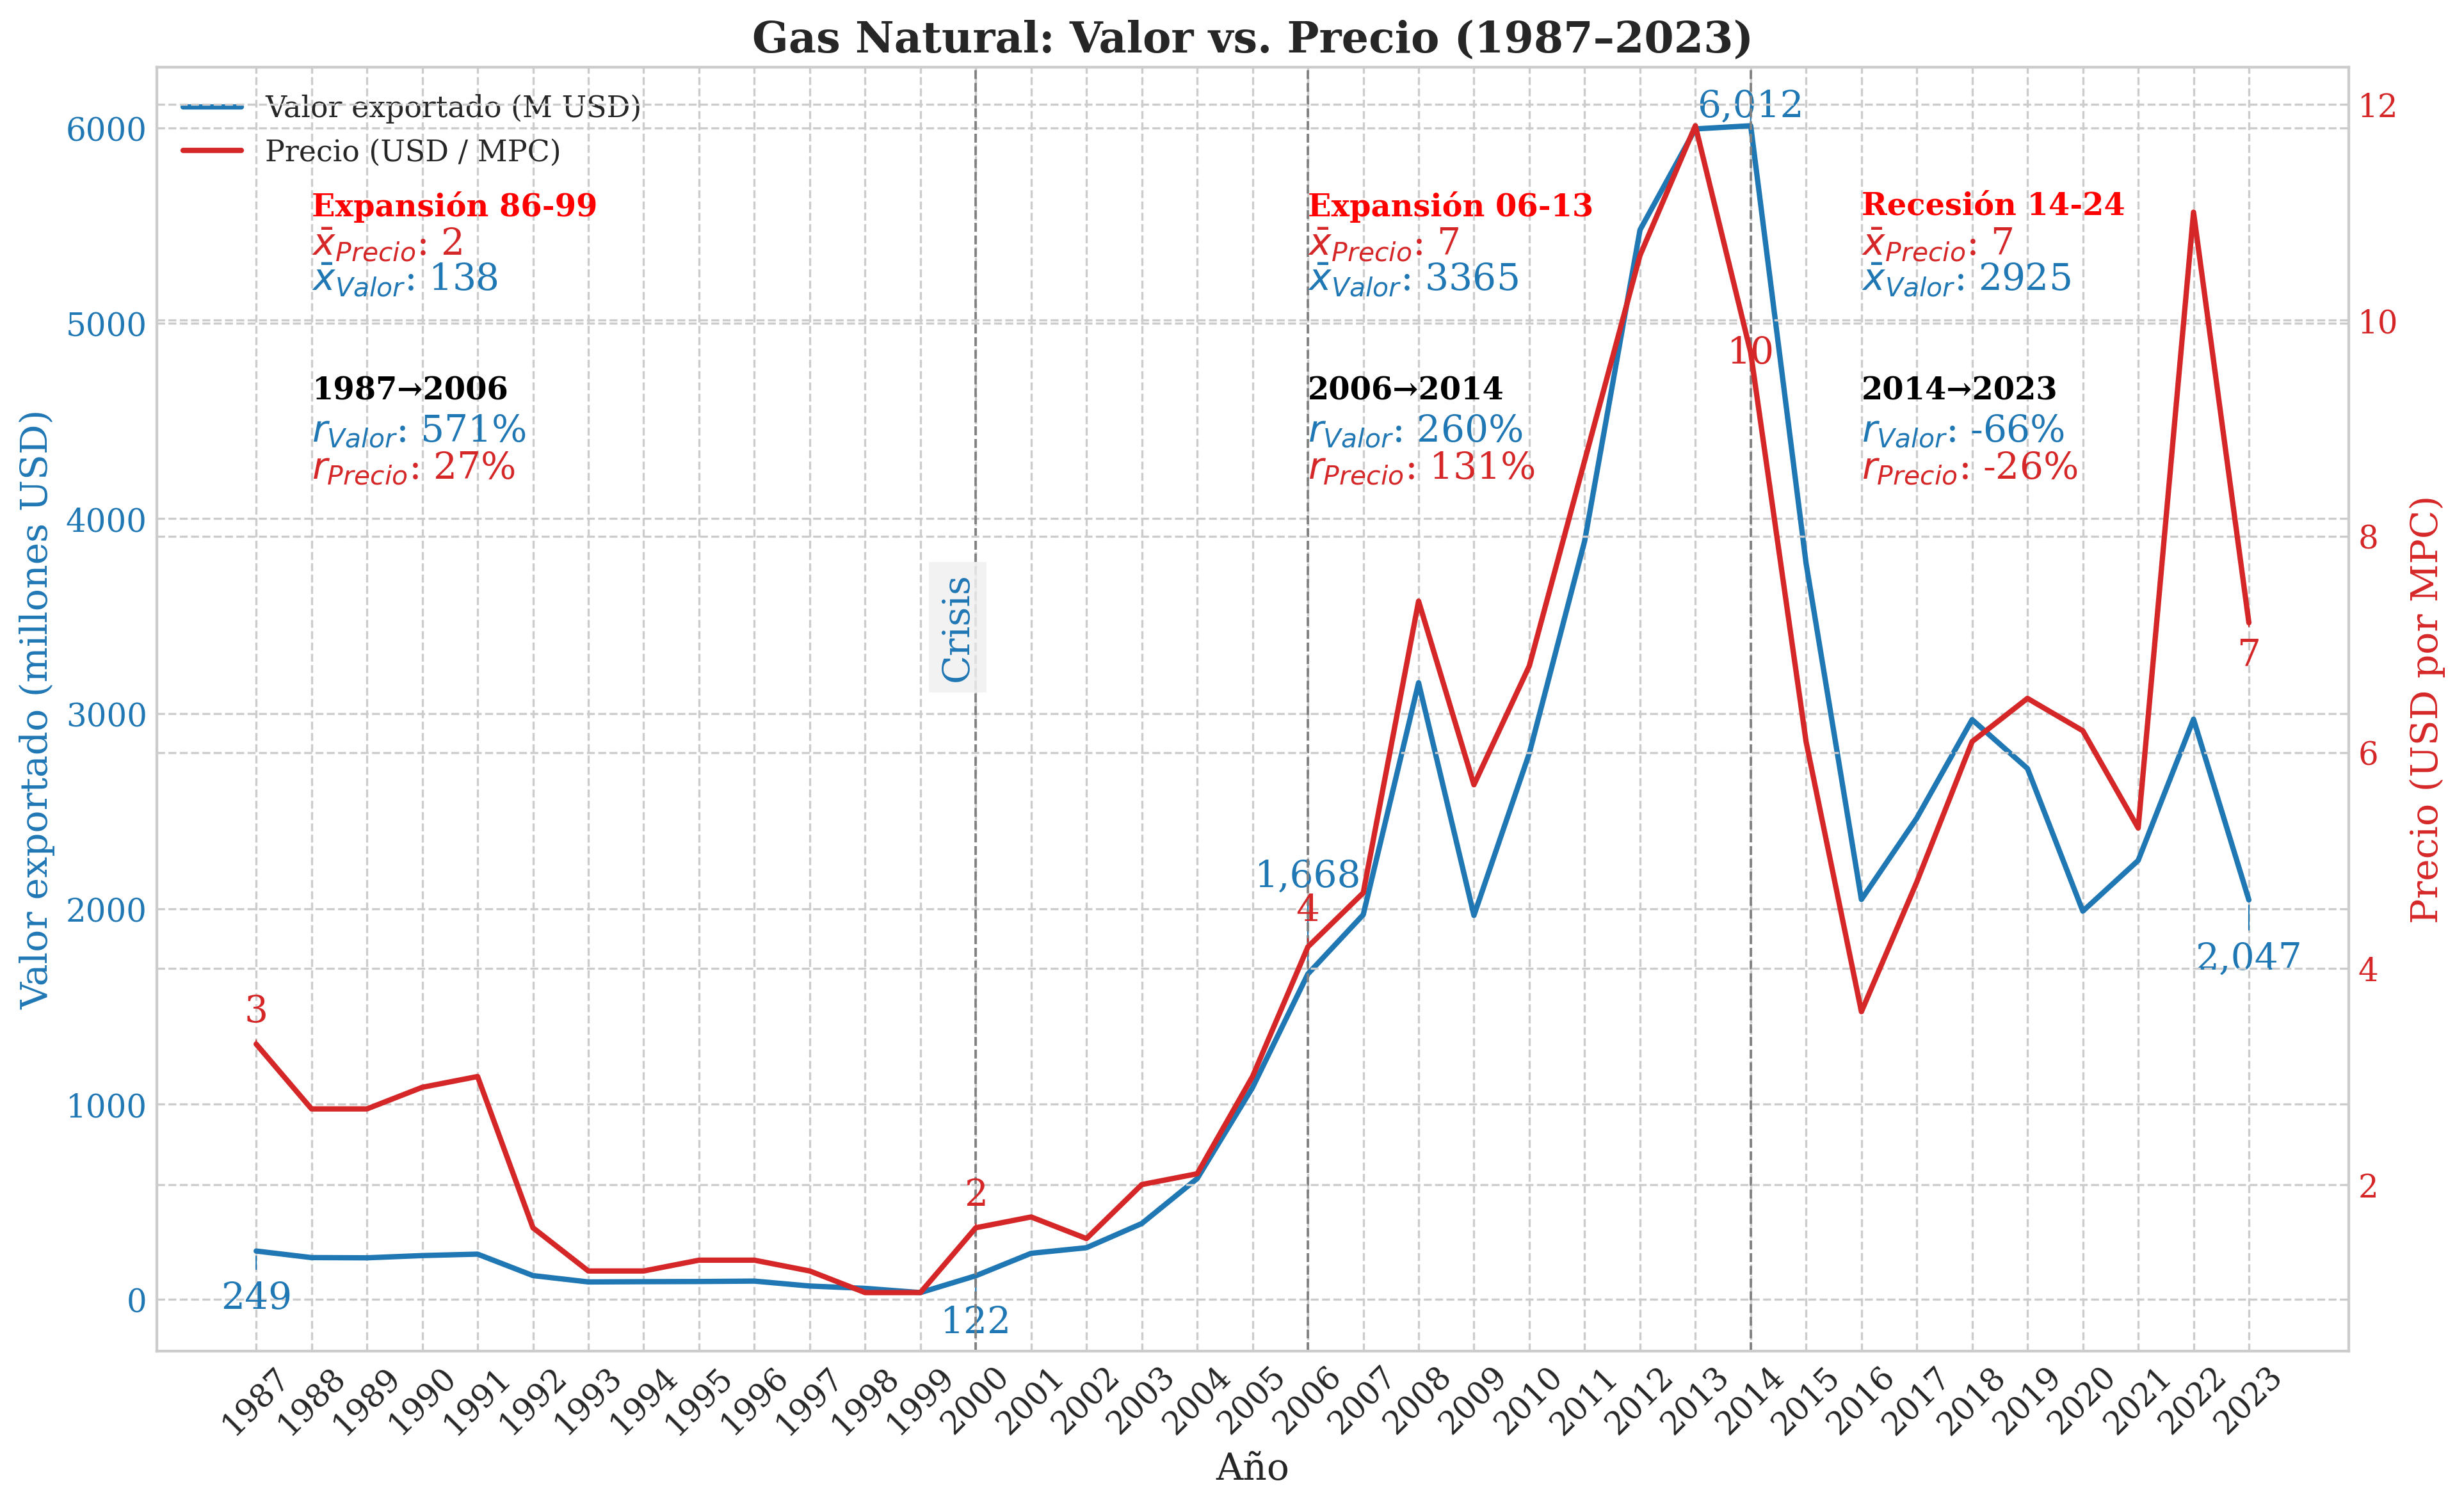 Gas Natural: Valor vs. Precio (1987–2023)
Valor exportado (M USD)
Precio (USD / MPC)
Expansión 86-99
x̄Precio: 2
x̄Valor: 138
1987→2006
rValor: 571%
rPrecio: 27%
Expansión 06-13
x̄Precio: 7
x̄Valor: 3365
2006→2014
rValor: 260%
rPrecio: 131%
Recesión 14-24
x̄Precio: 7
x̄Valor: 2925
2014→2023
rValor: -66%
rPrecio: -26%
Crisis
6,012
10
1,668
4
7
2,047
3
249
2
122
Valor exportado (millones USD)
6000
5000
4000
3000
2000
1000
0
Precio (USD por MPC)
12
10
8
6
4
2
1987 1988 1989 1990 1991 1992 1993 1994 1995 1996 1997 1998 1999 2000 2001 2002 2003 2004 2005 2006 2007 2008 2009 2010 2011 2012 2013 2014 2015 2016 2017 2018 2019 2020 2021 2022 2023
Año